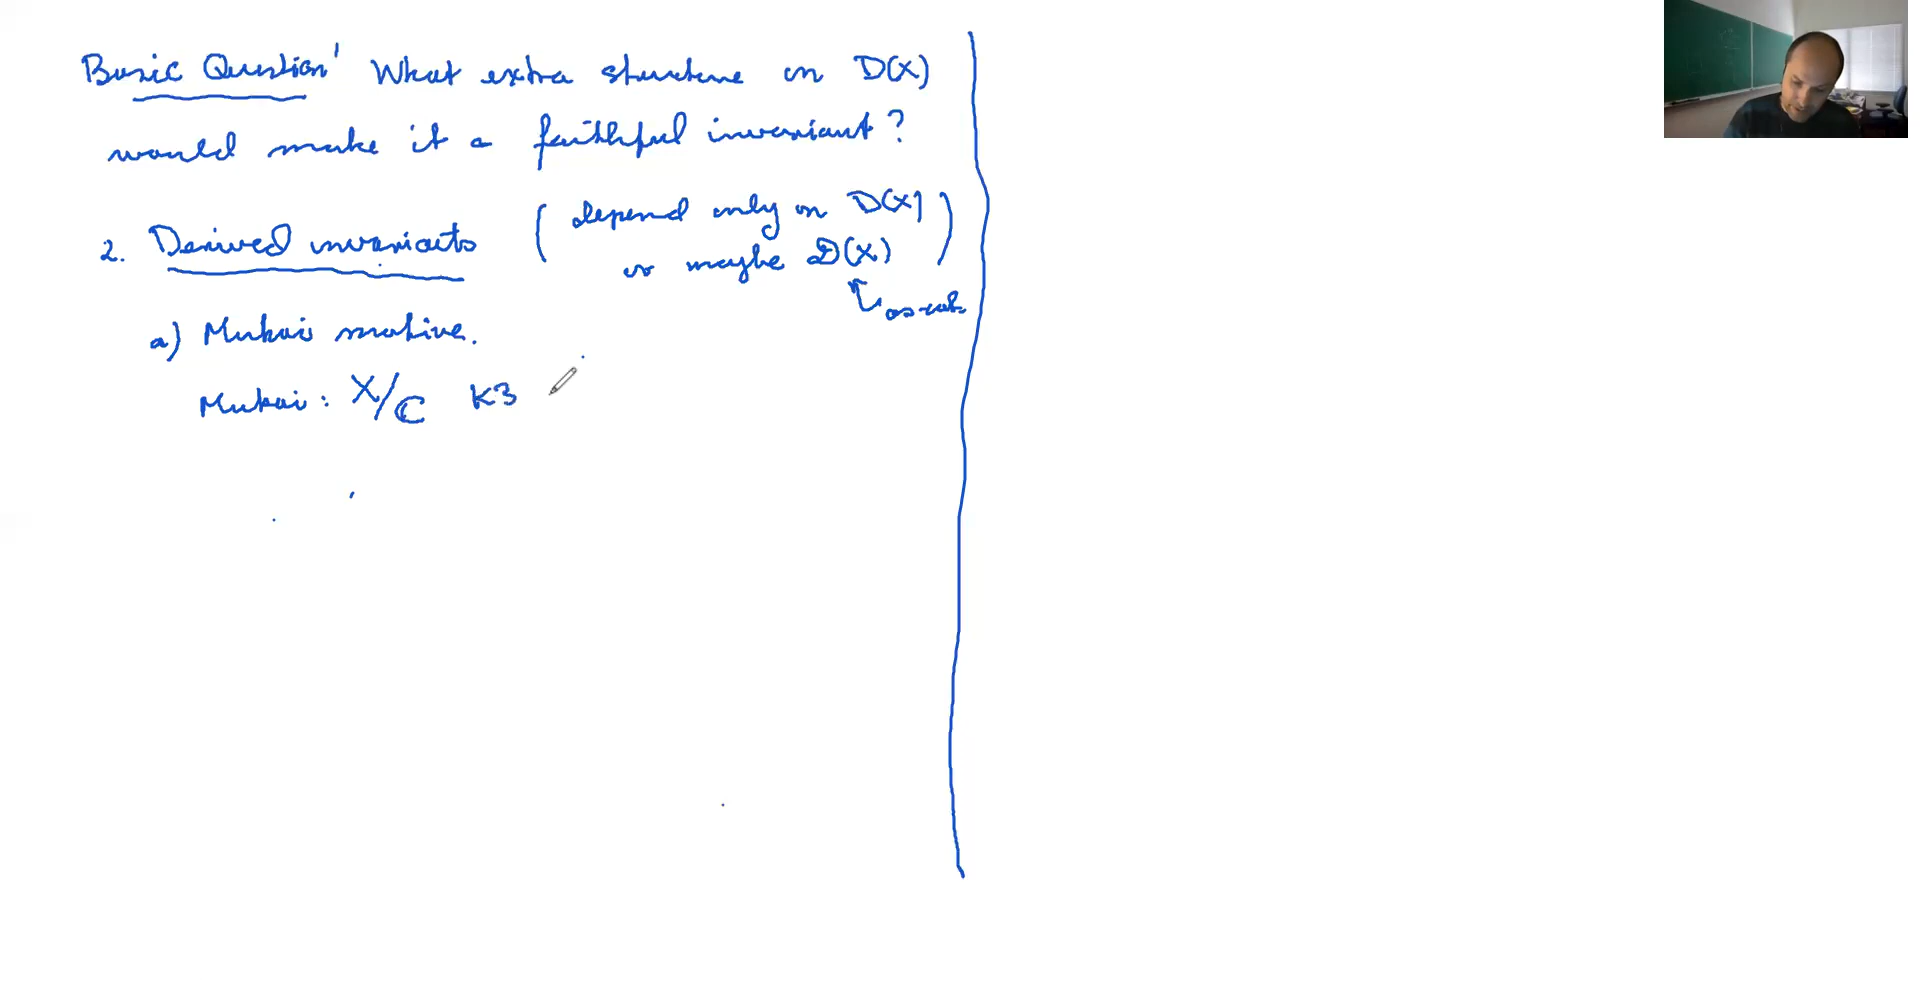 Basic Question' What extra structure on D(X)
would make it a faithful invariant?
2. Derived invariants ( depend only on D(X)
or maybe 𝒟(X) )
∞-cat.
a) Mukai motive.
Mukai: X/ℂ K3